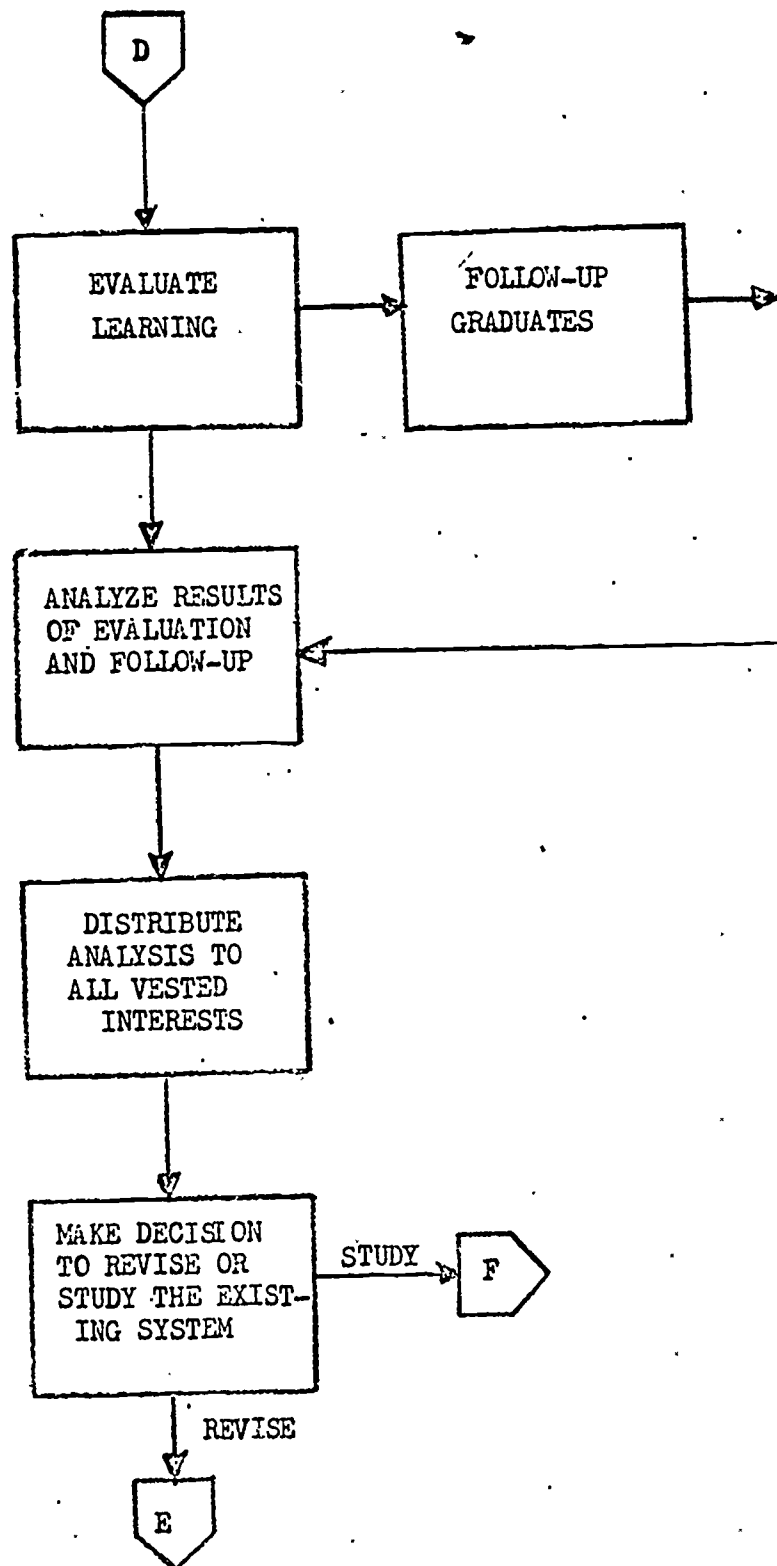 D
EVALUATE
LEARNING
FOLLOW-UP
GRADUATES
ANALYZE RESULTS
OF EVALUATION
AND FOLLOW-UP
DISTRIBUTE
ANALYSIS TO
ALL VESTED
INTERESTS
MAKE DECISION
TO REVISE OR
STUDY THE EXIST-
ING SYSTEM
STUDY
F
REVISE
E